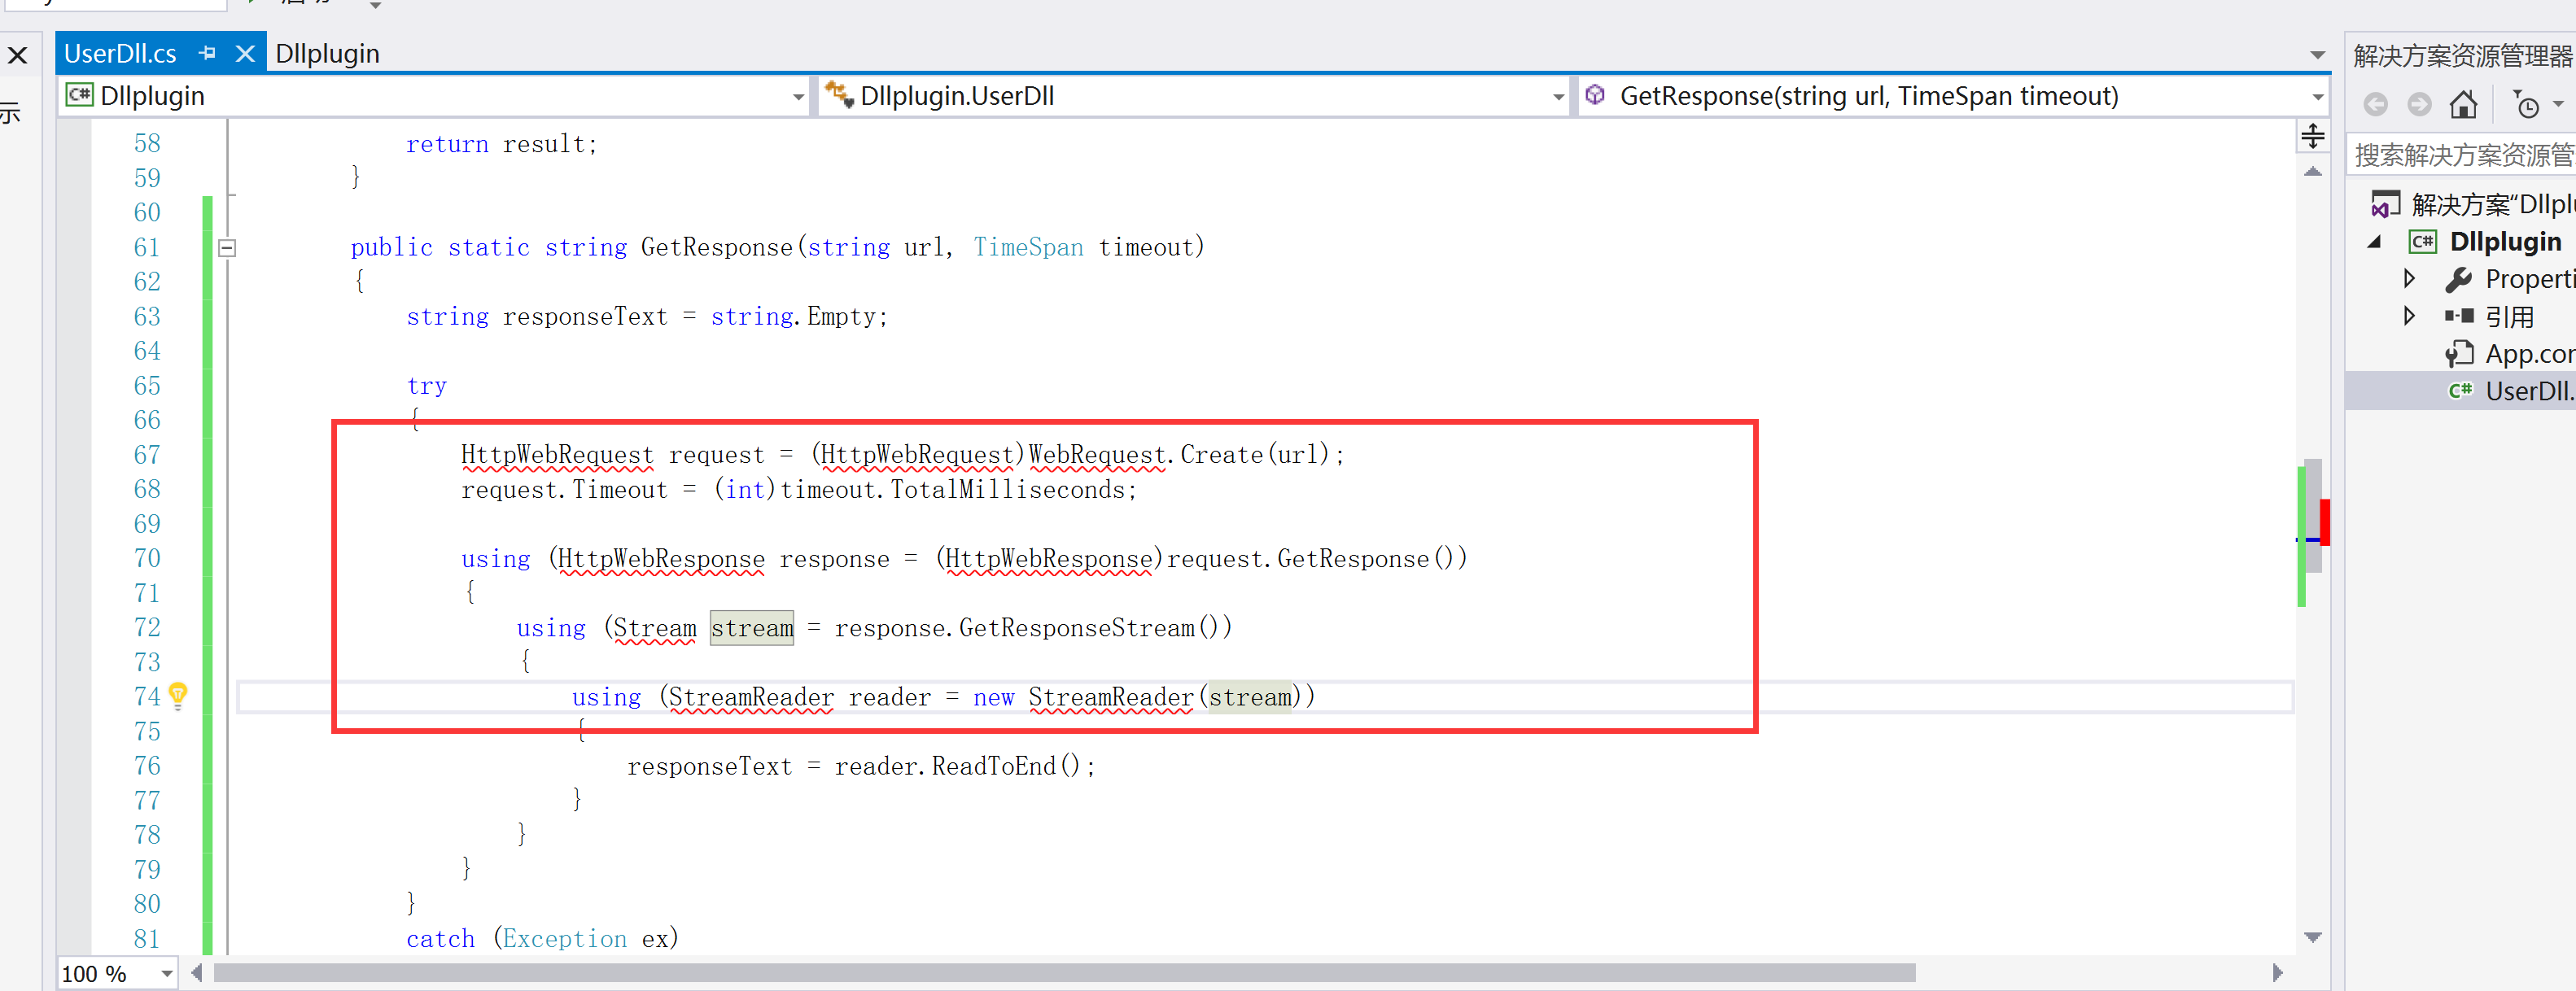 UserDll.cs
Dllplugin
Dllplugin
Dllplugin.UserDll
GetResponse(string url, TimeSpan timeout)
58 return result;
59 }
60
61 public static string GetResponse(string url, TimeSpan timeout)
62 {
63 string responseText = string.Empty;
64
65 try
66 {
67 HttpWebRequest request = (HttpWebRequest)WebRequest.Create(url);
68 request.Timeout = (int)timeout.TotalMilliseconds;
69
70 using (HttpWebResponse response = (HttpWebResponse)request.GetResponse())
71 {
72 using (Stream stream = response.GetResponseStream())
73 {
74 using (StreamReader reader = new StreamReader(stream))
75 {
76 responseText = reader.ReadToEnd();
77 }
78 }
79 }
80 }
81 catch (Exception ex)
100 %
示
解决方案资源管理器
搜索解决方案资源管
解决方案“Dllpl
C# Dllplugin
Properti
引用
App.con
C# UserDll.